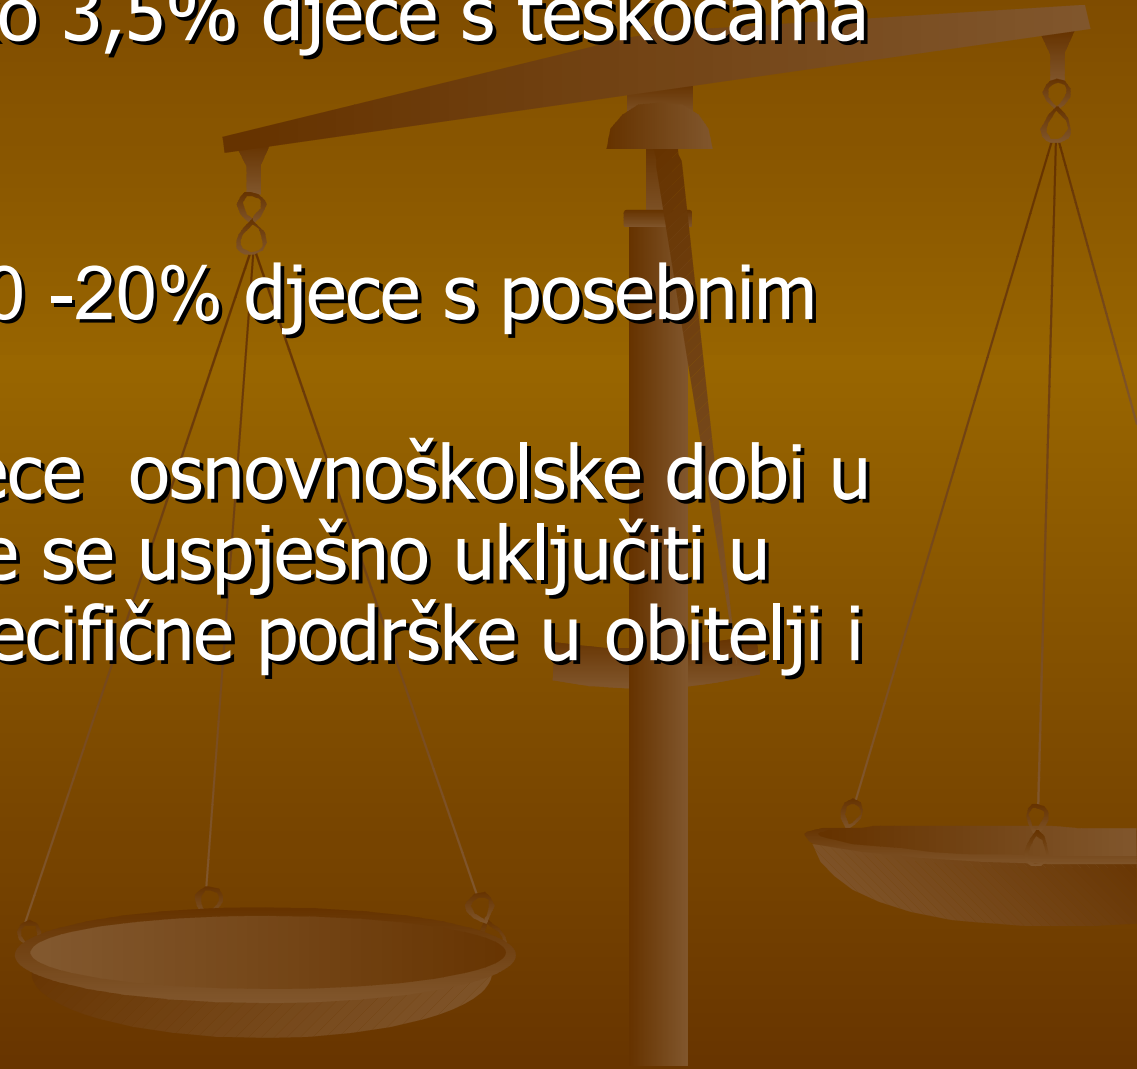 o 3,5% djece s teškoćama
0 -20% djece s posebnim
ece osnovnoškolske dobi u
e se uspješno uključiti u
ecifične podrške u obitelji i